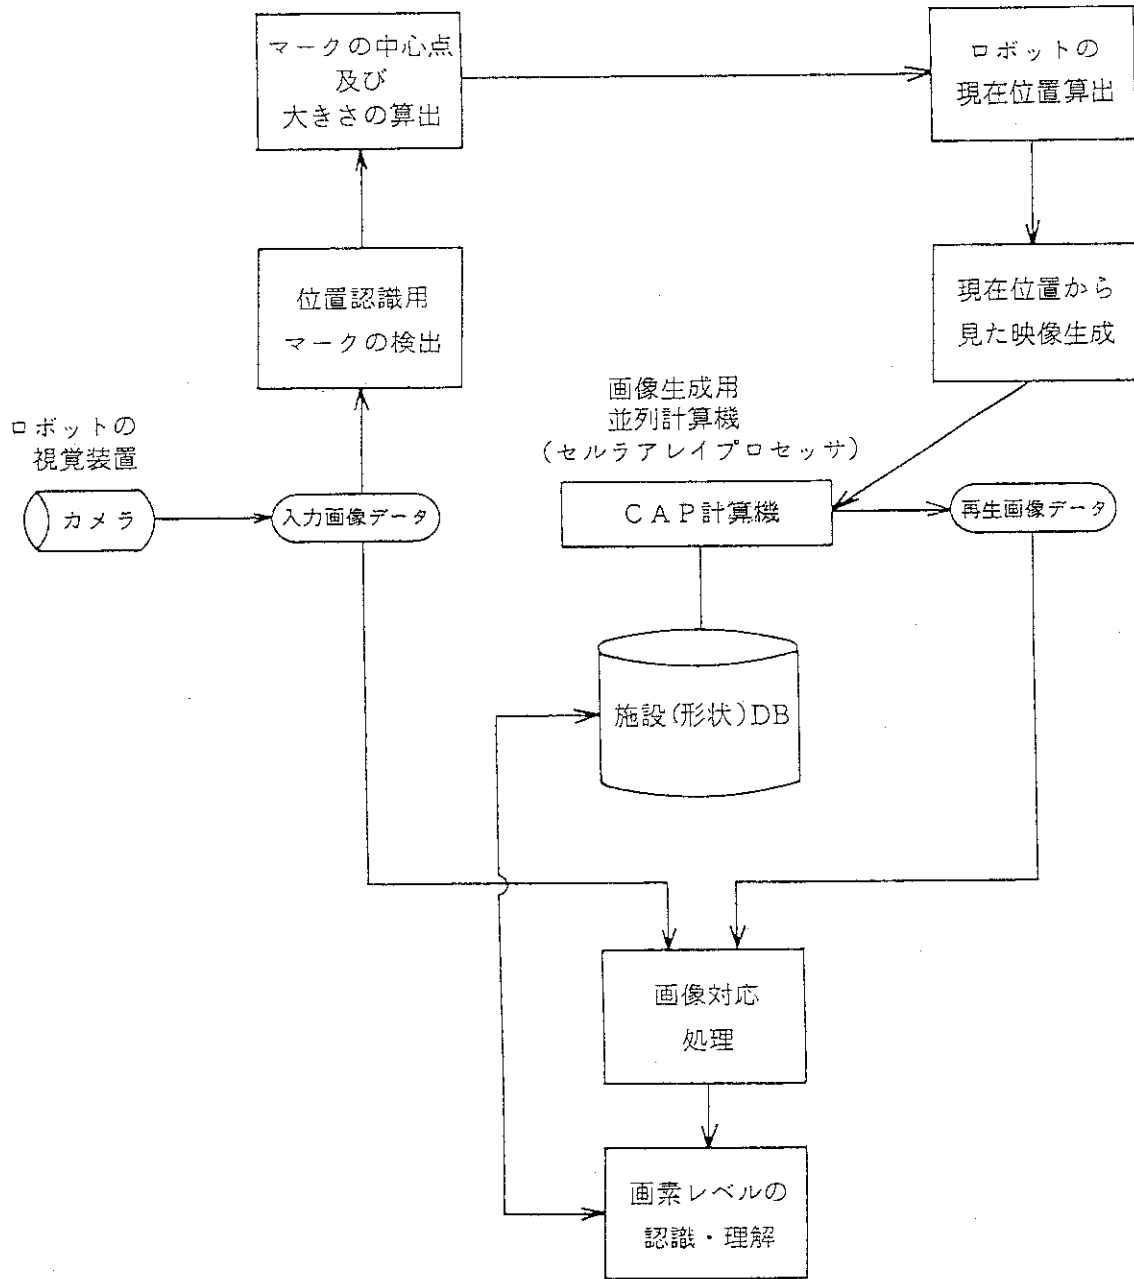 マークの中心点
及び
大きさの算出
ロボットの
現在位置算出
位置認識用
マークの検出
現在位置から
見た映像生成
画像生成用
並列計算機
(セルラアレイプロセッサ)
ロボットの
視覚装置
カメラ
入力画像データ
CAP計算機
再生画像データ
施設(形状)DB
画像対応
処理
画素レベルの
認識・理解